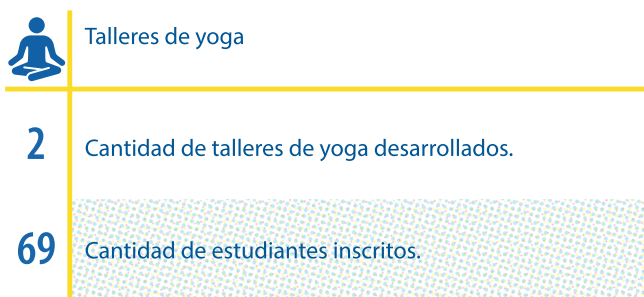 Talleres de yoga
2 Cantidad de talleres de yoga desarrollados.
69 Cantidad de estudiantes inscritos.